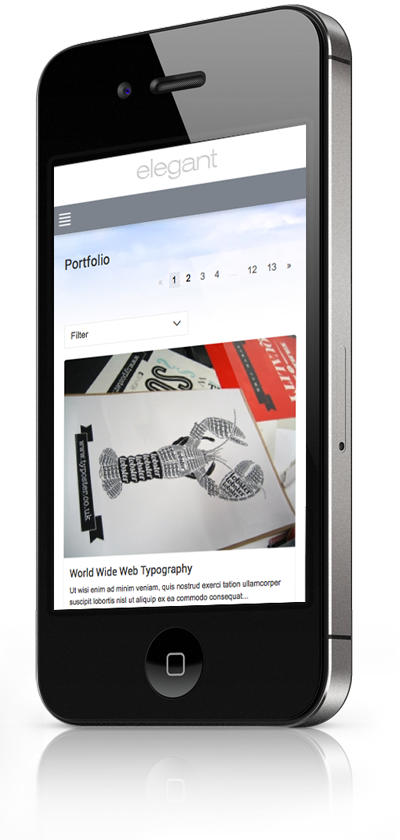 elegant
Portfolio
« 1 2 3 4 ... 12 13 »
Filter
www.typoster.co.uk
QUALITY
World Wide Web Typography
Ut wisi enim ad minim veniam, quis nostrud exerci tation ullamcorper
suscipit lobortis nisl ut aliquip ex ea commodo consequat...